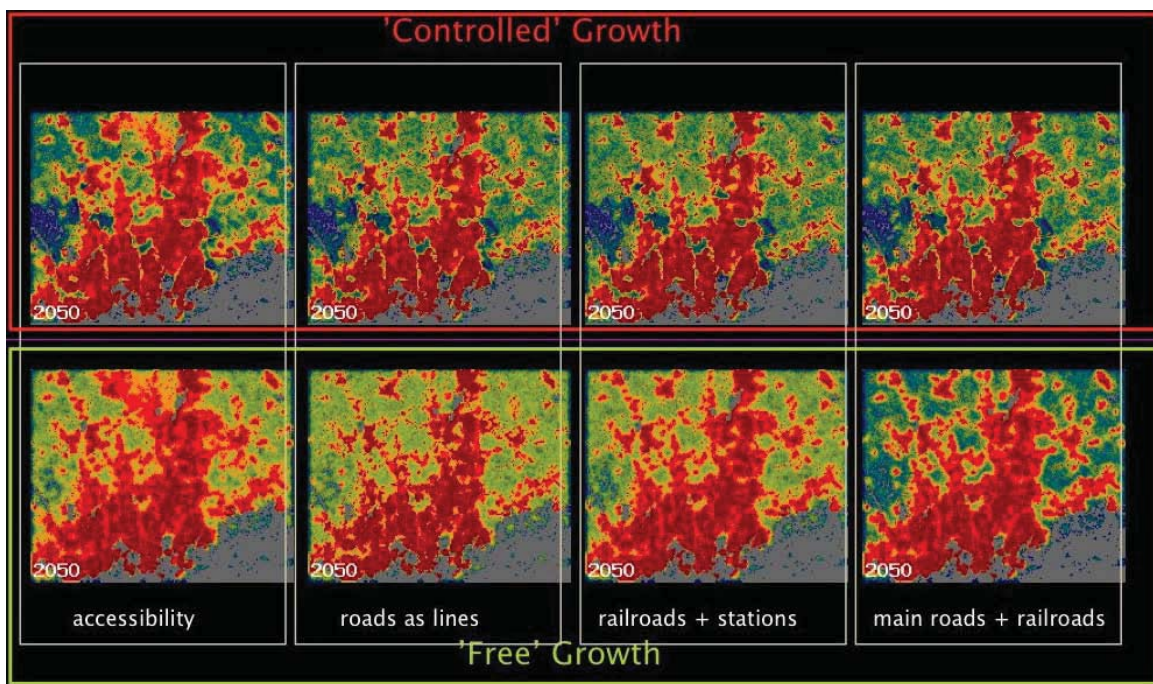 'Controlled' Growth
2050 2050 2050 2050
2050 2050 2050 2050
accessibility roads as lines railroads + stations main roads + railroads
'Free' Growth